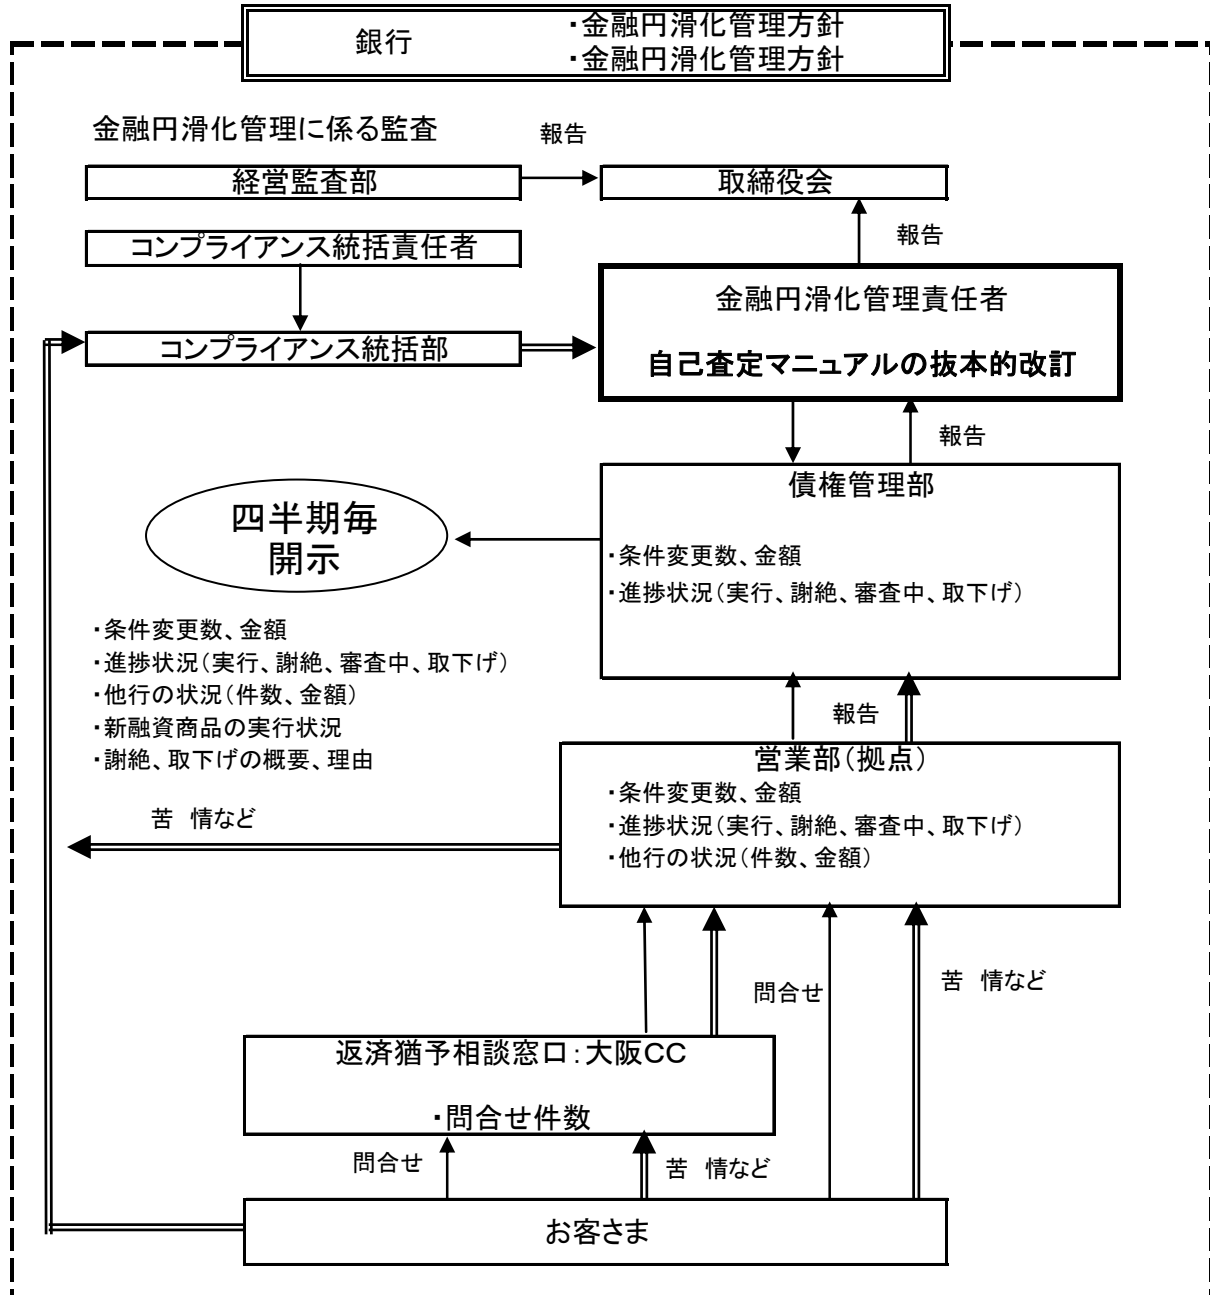 銀行
・金融円滑化管理方針
・金融円滑化管理方針
金融円滑化管理に係る監査
報告
経営監査部
取締役会
コンプライアンス統括責任者
報告
金融円滑化管理責任者
自己査定マニュアルの抜本的改訂
コンプライアンス統括部
報告
債権管理部
・条件変更数、金額
・進捗状況（実行、謝絶、審査中、取下げ）
四半期毎
開示
・条件変更数、金額
・進捗状況（実行、謝絶、審査中、取下げ）
・他行の状況（件数、金額）
・新融資商品の実行状況
・謝絶、取下げの概要、理由
報告
営業部（拠点）
・条件変更数、金額
・進捗状況（実行、謝絶、審査中、取下げ）
・他行の状況（件数、金額）
苦　情など
問合せ
苦　情など
返済猶予相談窓口：大阪CC
・問合せ件数
問合せ
苦　情など
お客さま